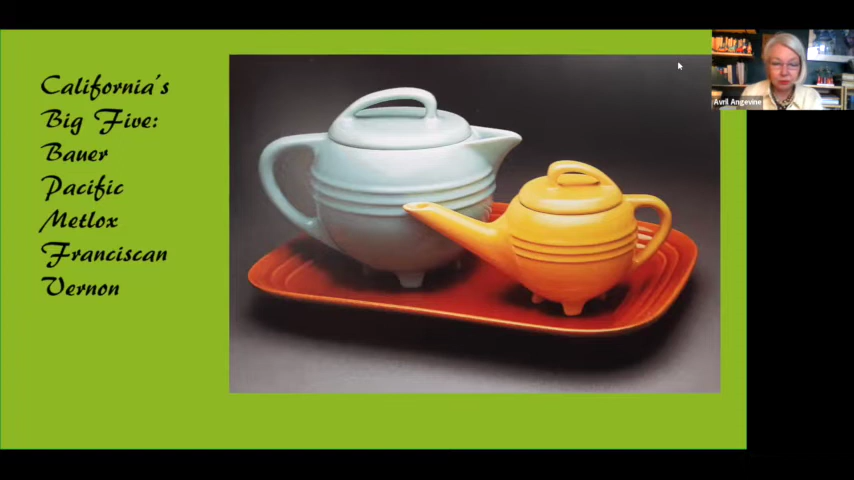 California's
Big Five:
Bauer
Pacific
Metlox
Franciscan
Vernon
Avril Angevine